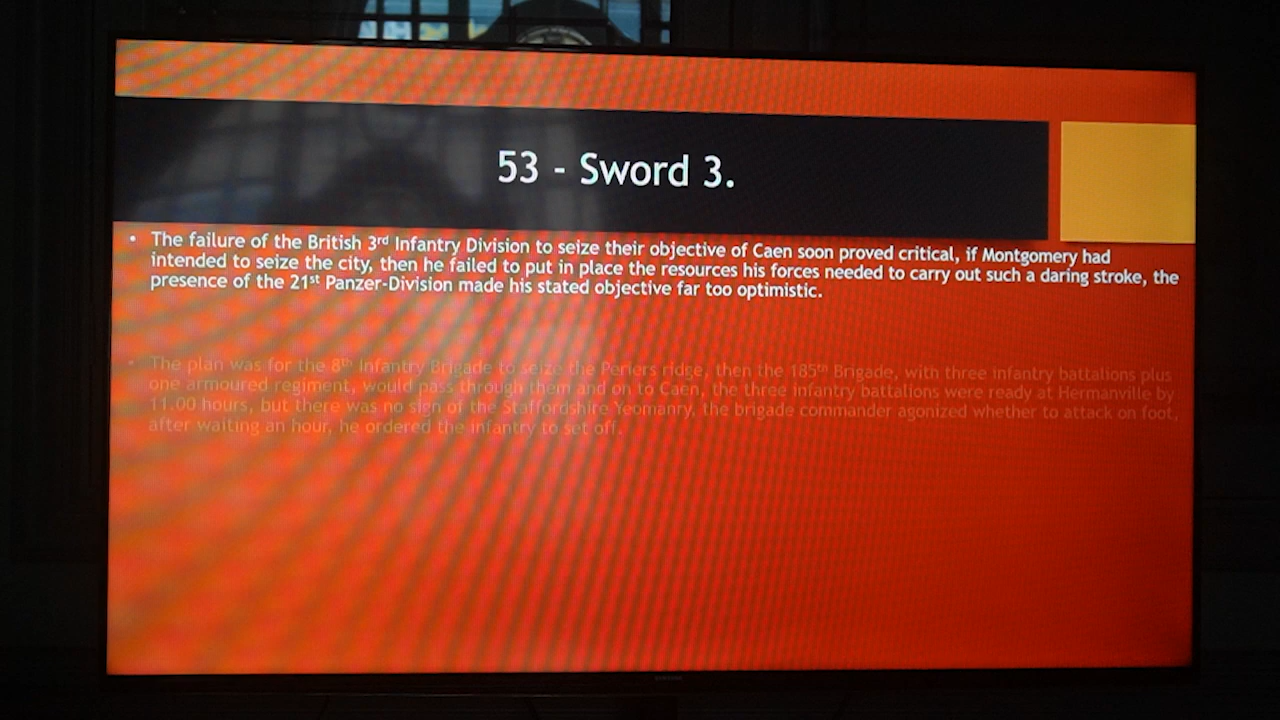 53 - Sword 3.
• The failure of the British 3rd Infantry Division to seize their objective of Caen soon proved critical, if Montgomery had
intended to seize the city, then he failed to put in place the resources his forces needed to carry out such a daring stroke, the
presence of the 21st Panzer-Division made his stated objective far too optimistic.
• The plan was for the 8th Infantry Brigade to seize the Periers ridge, then the 185th Brigade, with three infantry battalions plus
one armoured regiment, would pass through them and on to Caen, the three infantry battalions were ready at Hermanville by
11.00 hours, but there was no sign of the Staffordshire Yeomanry, the brigade commander agonized whether to attack on foot,
after waiting an hour, he ordered the infantry to set off.
SAMSUNG